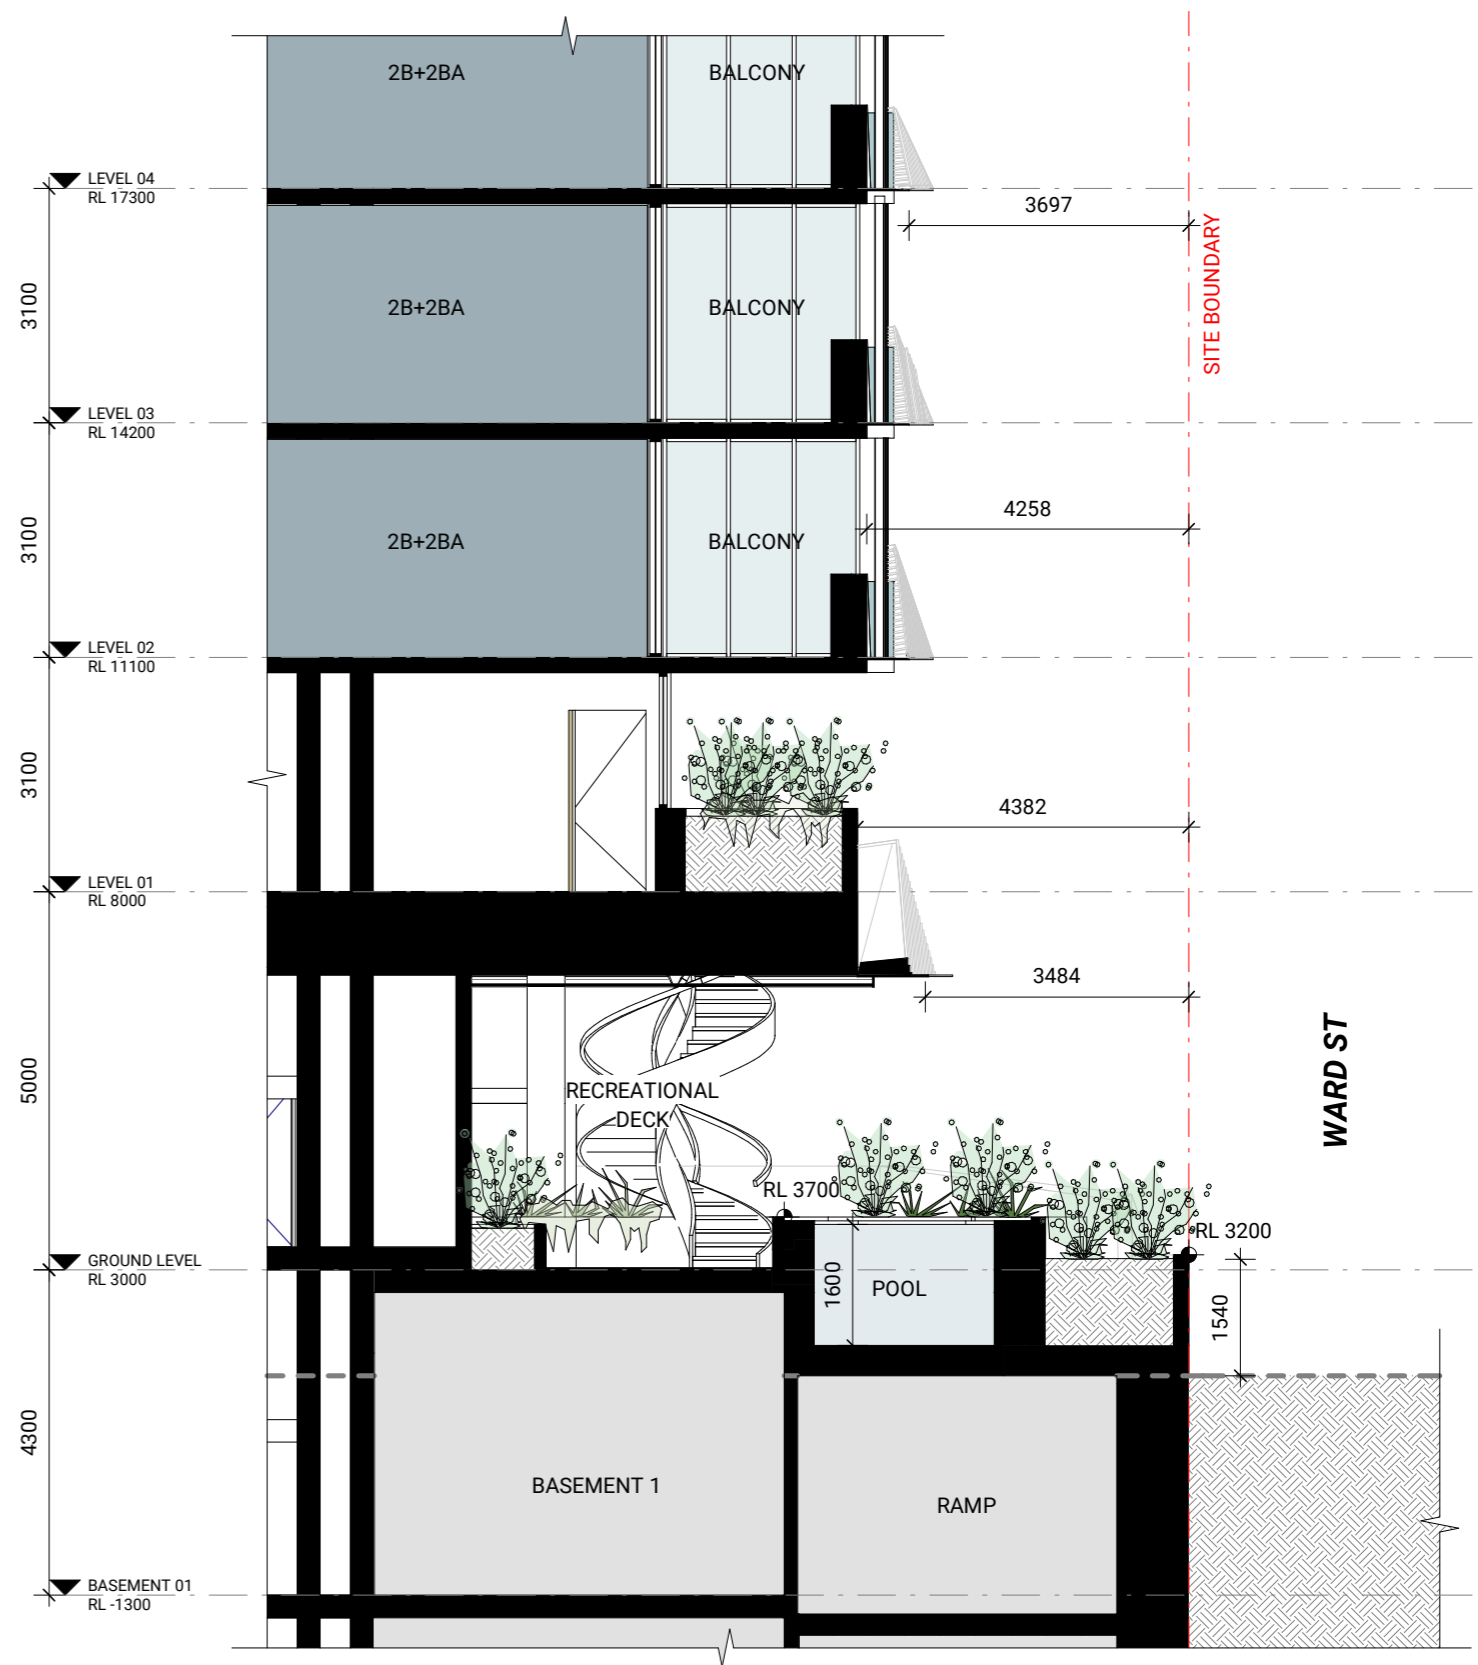 2B+2BA
BALCONY
LEVEL 04
RL 17300
3697
SITE BOUNDARY
3100
2B+2BA
BALCONY
LEVEL 03
RL 14200
4258
3100
2B+2BA
BALCONY
LEVEL 02
RL 11100
3100
4382
LEVEL 01
RL 8000
3484
WARD ST
5000
RECREATIONAL
DECK
RL 3700
RL 3200
GROUND LEVEL
RL 3000
1600
POOL
1540
4300
BASEMENT 1
RAMP
BASEMENT 01
RL -1300